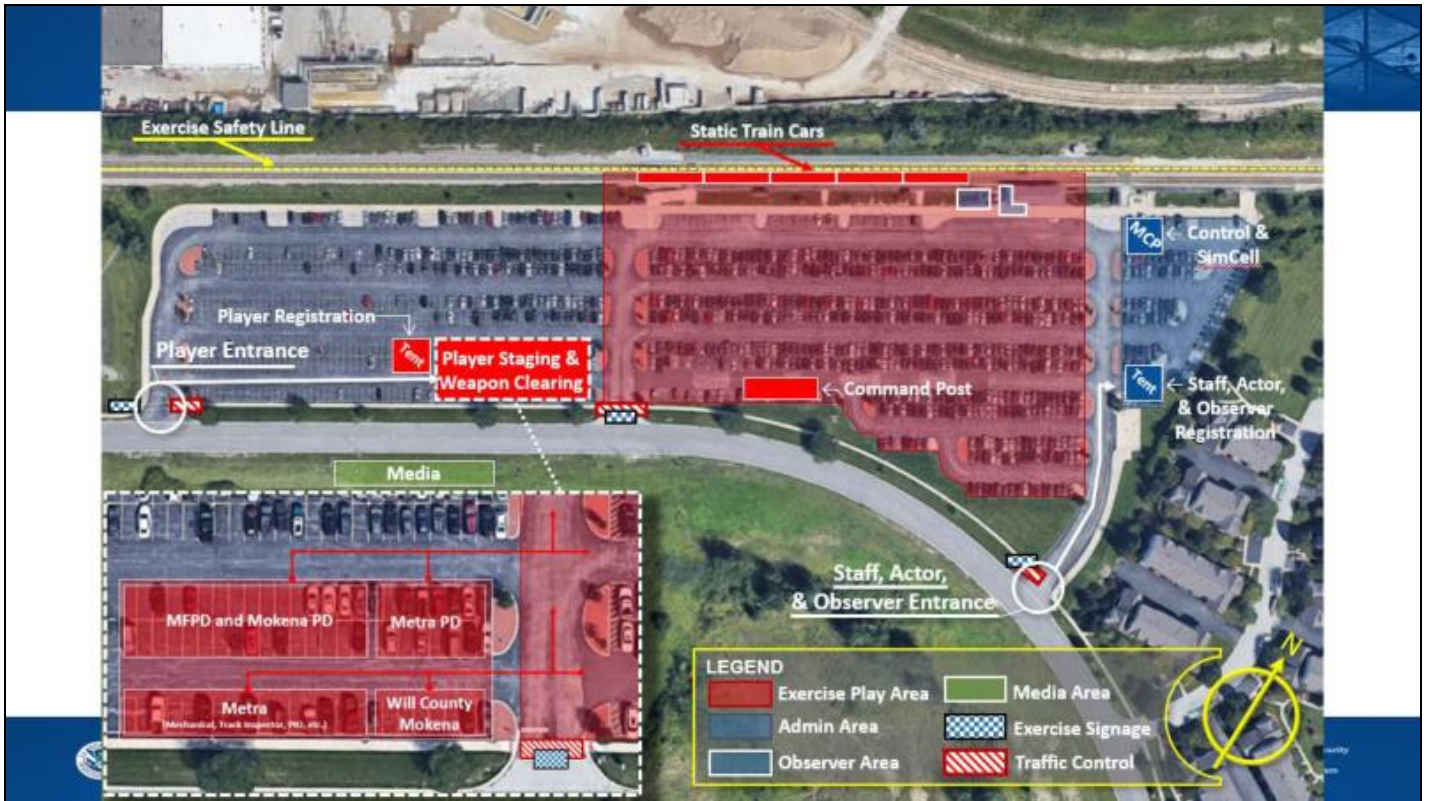 Exercise Safety Line
Static Train Cars
MCP
← Control &
SimCell
Player Registration
Player Entrance
Tent
Player Staging &
Weapon Clearing
← Command Post
Tent
← Staff, Actor,
& Observer
Registration
Media
MFPD and Mokena PD
Metra PD
Metra
(Mechanical, Track Inspector, PIO, etc.)
Will County
Mokena
Staff, Actor,
& Observer Entrance
N
LEGEND
Exercise Play Area
Admin Area
Observer Area
Media Area
Exercise Signage
Traffic Control